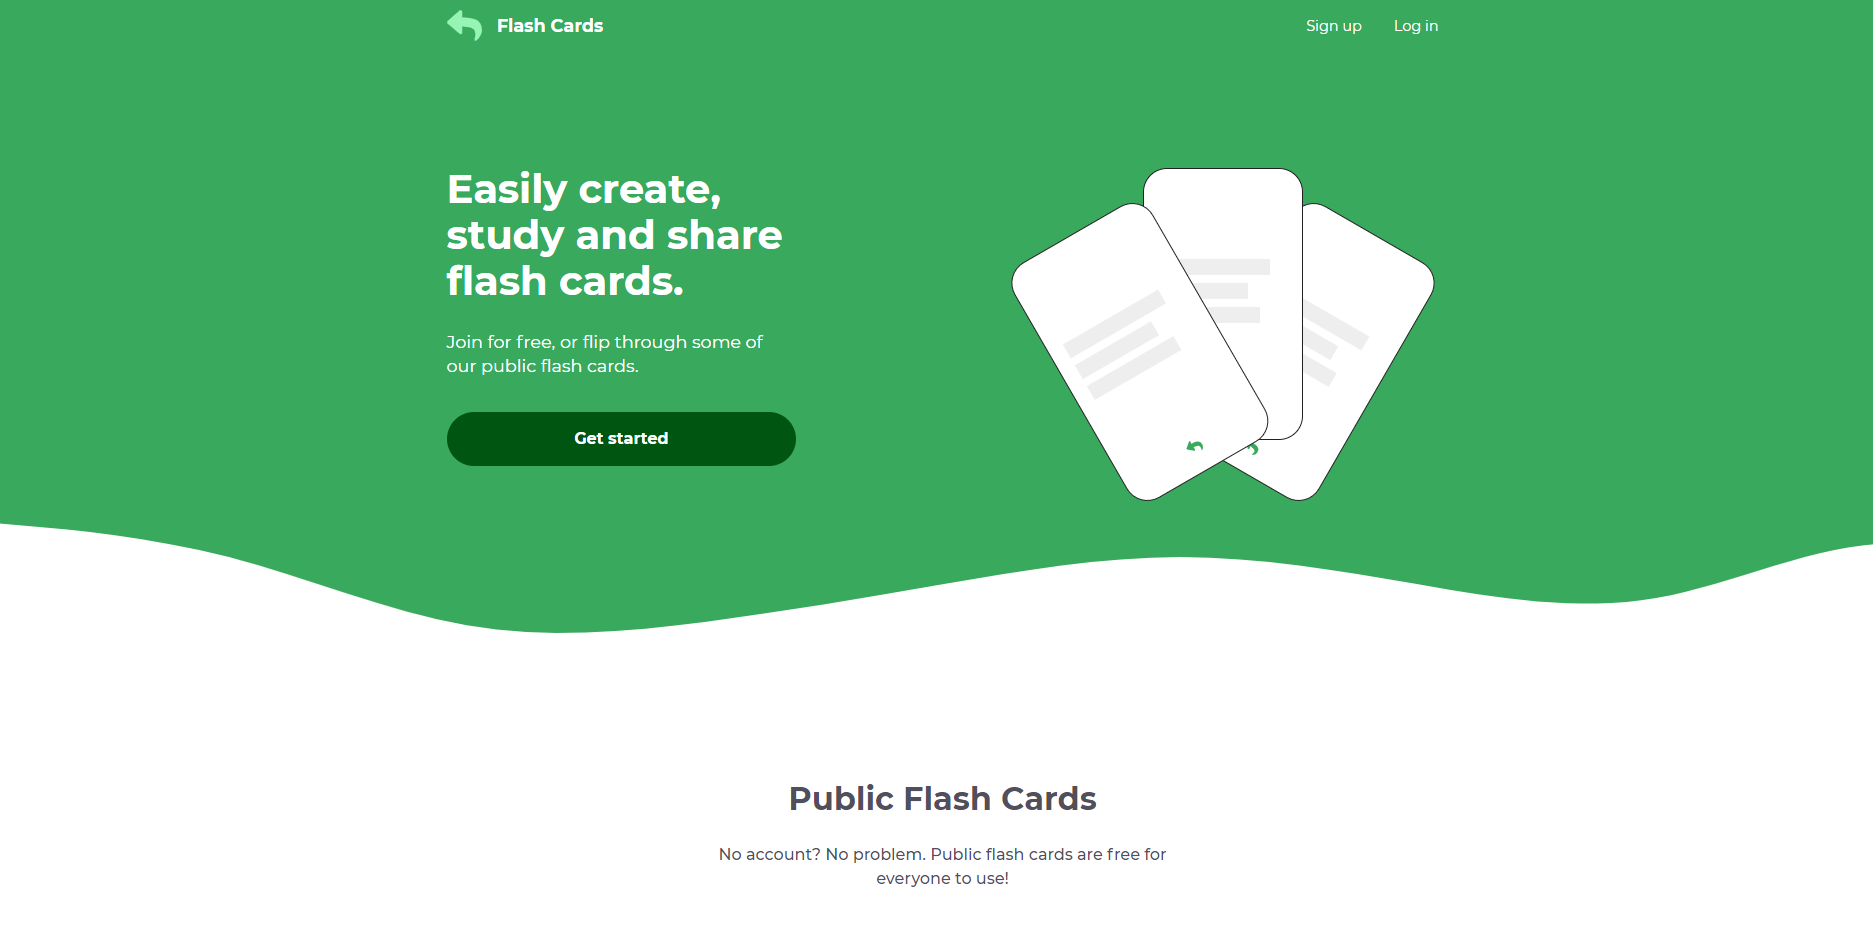 Flash Cards
Sign up
Log in
Easily create,
study and share
flash cards.
Join for free, or flip through some of
our public flash cards.
Get started
Public Flash Cards
No account? No problem. Public flash cards are free for
everyone to use!